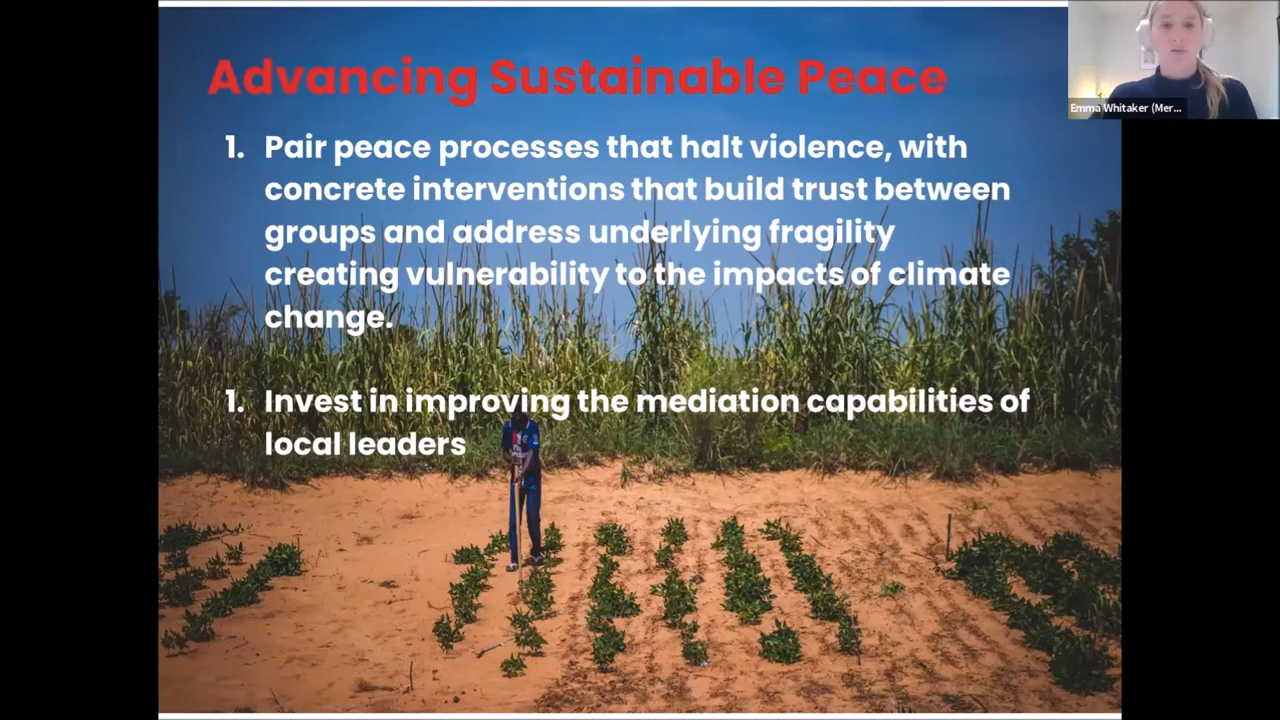 Advancing Sustainable Peace
Emma Whitaker (Mer...
1. Pair peace processes that halt violence, with
concrete interventions that build trust between
groups and address underlying fragility
creating vulnerability to the impacts of climate
change.
1. Invest in improving the mediation capabilities of
local leaders